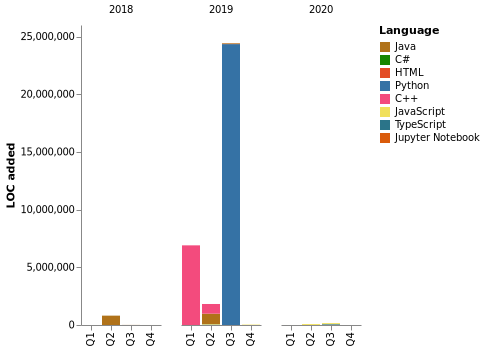 2018 2019 2020
Language
Java
C#
HTML
Python
C++
JavaScript
TypeScript
Jupyter Notebook
LOC added
25,000,000
20,000,000
15,000,000
10,000,000
5,000,000
0
Q1 Q2 Q3 Q4 Q1 Q2 Q3 Q4 Q1 Q2 Q3 Q4